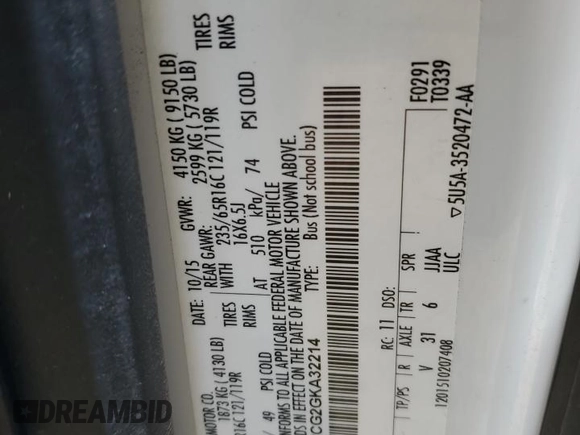 MOTOR CO. DATE: 10/15 GVWR: 4150 KG ( 9150 LB)
1873 KG ( 4130 LB) REAR GAWR: 2599 KG ( 5730 LB)
TIRES WITH 235/65R16C 121/119R TIRES
R16C 121/119R RIMS 16X6.5J RIMS
/ 49 PSI COLD AT 510 kPa/ 74 PSI COLD
CONFORMS TO ALL APPLICABLE FEDERAL MOTOR VEHICLE
DS IN EFFECT ON THE DATE OF MANUFACTURE SHOWN ABOVE.
CG2GKA32214 Bus (Not school bus)
F0291
T0339
RC: 11 DSO:
TP/PS R AXLE TR SPR
V 31 6 JJAA
ULC
1201510207408
▽5U5A-3520472-AA
DREAMBID